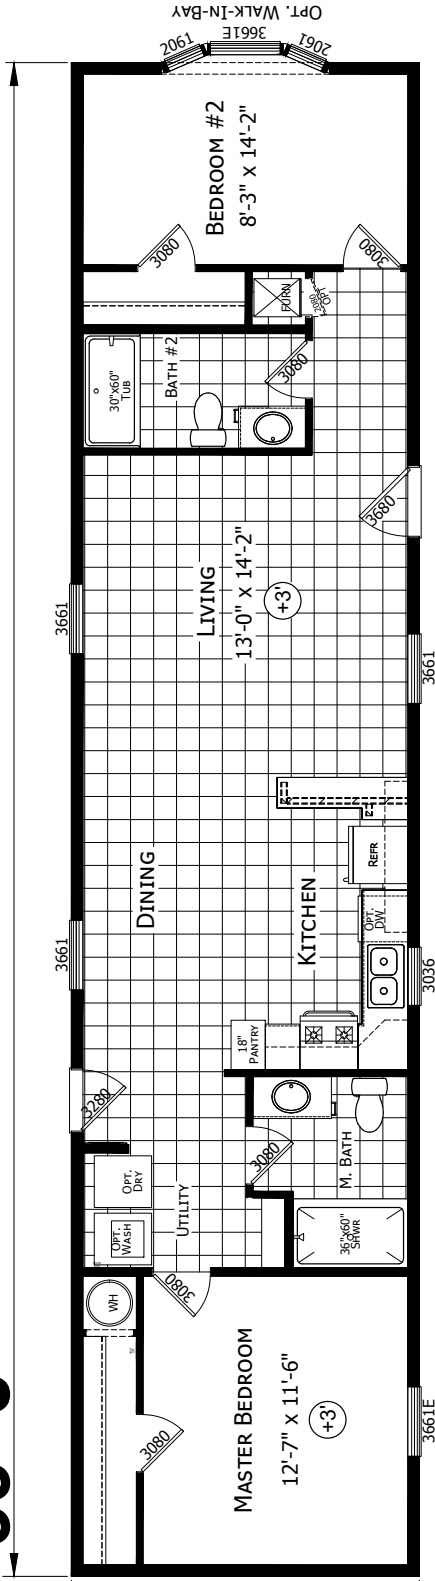 OPT. WALK-IN-BAY
2061
3661E
2061
BEDROOM #2
8'-3" X 14'-2"
3080
3080
FURN
2080
OPT
30"x60"
TUB
BATH #2
3080
3680
LIVING
13'-0" X 14'-2"
+3'
3661
3661
DINING
KITCHEN
REFR
OPT.
DW
3661
3036
18"
PANTRY
3280
OPT.
DRY
OPT.
WASH
UTILITY
3080
M. BATH
36"x60"
SHWR
3080
WH
3080
MASTER BEDROOM
12'-7" X 11'-6"
+3'
3661E